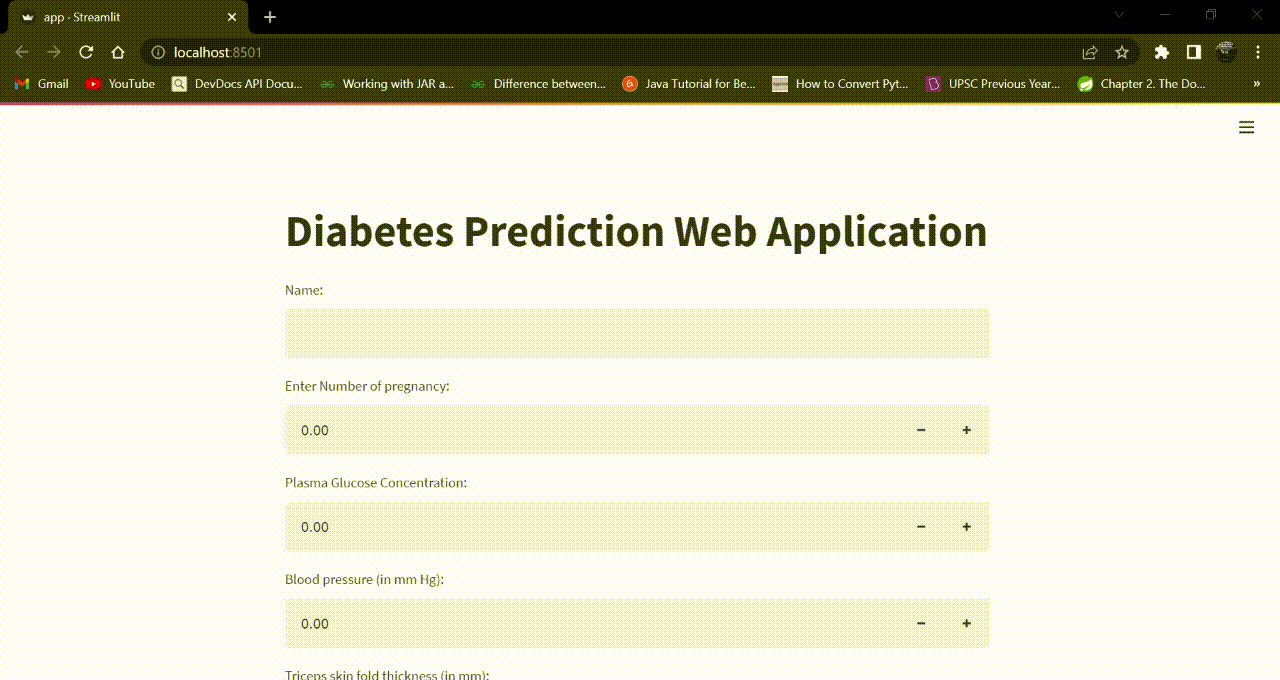 app · Streamlit
localhost:8501
Gmail YouTube DevDocs API Docu... Working with JAR a... Difference between... Java Tutorial for Be... How to Convert Pyt... UPSC Previous Year... Chapter 2. The Do... »
Diabetes Prediction Web Application
Name:
Enter Number of pregnancy:
0.00
Plasma Glucose Concentration:
0.00
Blood pressure (in mm Hg):
0.00
Triceps skin fold thickness (in mm):